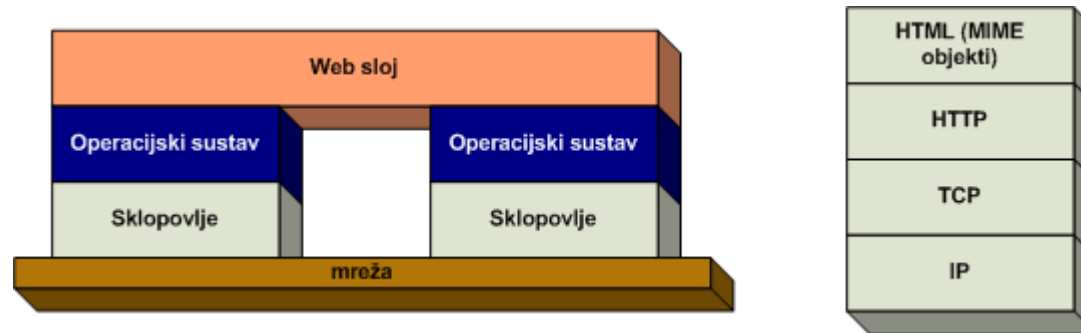 Web sloj
Operacijski sustav
Operacijski sustav
Sklopovlje
Sklopovlje
mreža
HTML (MIME
objekti)
HTTP
TCP
IP